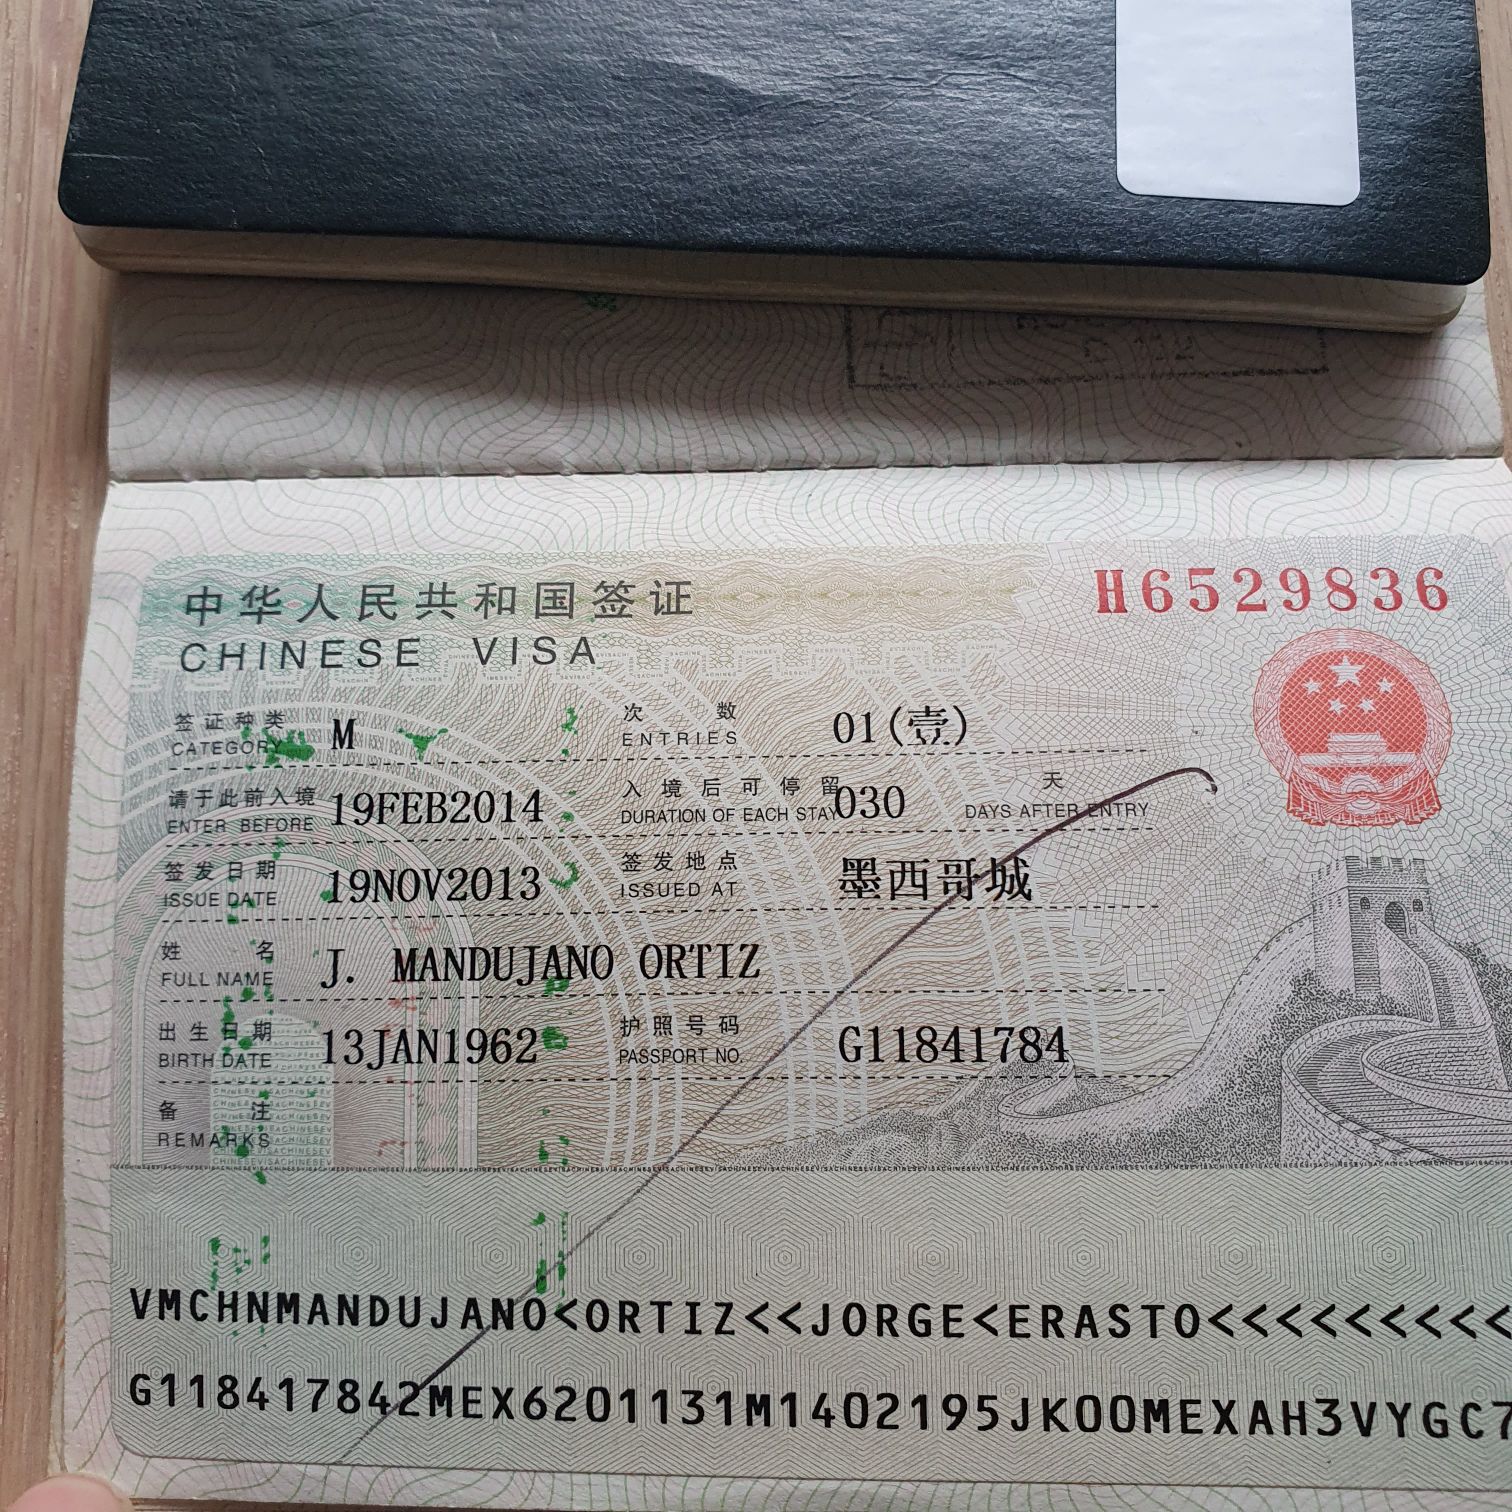 中华人民共和国签证
CHINESE VISA
H6529836
签证种类 M 次数 01(壹)
CATEGORY ENTRIES
请于此前入境 19FEB2014 入境后可停留 030 天
ENTER BEFORE DURATION OF EACH STAY DAYS AFTER ENTRY
签发日期 19NOV2013 签发地点 墨西哥城
ISSUE DATE ISSUED AT
姓名 J. MANDUJANO ORTIZ
FULL NAME
出生日期 13JAN1962 护照号码 G11841784
BIRTH DATE PASSPORT NO.
备注
REMARKS
VMCHNMANDUJANO<ORTIZ<<JORGE<ERASTO<<<<<<<<<
G118417842MEX6201131M1402195JK00MEXAH3VYGC7